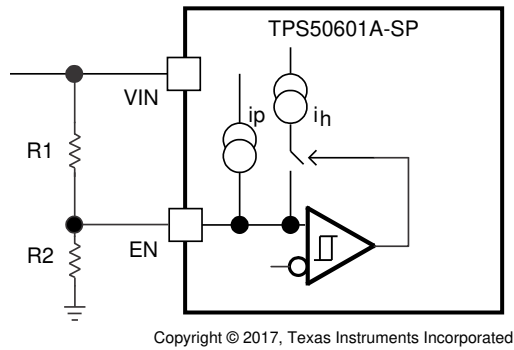 TPS50601A-SP
VIN
ip
ih
R1
EN
R2
Copyright © 2017, Texas Instruments Incorporated